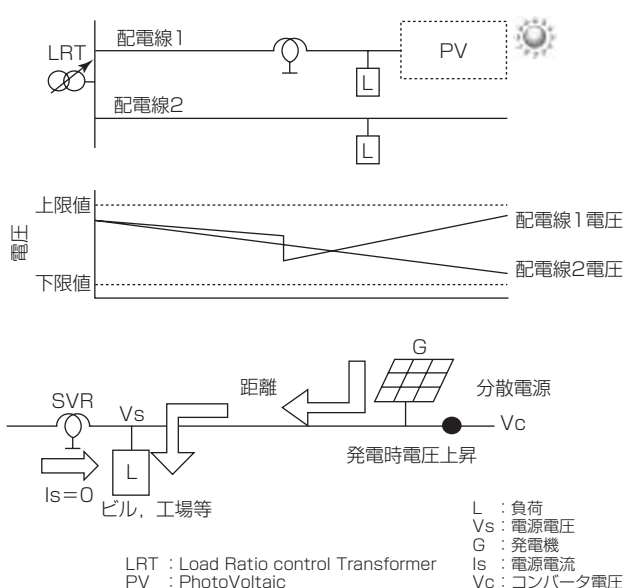 配電線1
LRT
PV
L
配電線2
L
上限値
電圧
配電線1電圧
配電線2電圧
下限値
G
距離
分散電源
SVR
Vs
Vc
発電時電圧上昇
L
Is=0
ビル，工場等
L ：負荷
Vs：電源電圧
G ：発電機
LRT ：Load Ratio control Transformer
Is ：電源電流
PV ：PhotoVoltaic
Vc：コンバータ電圧